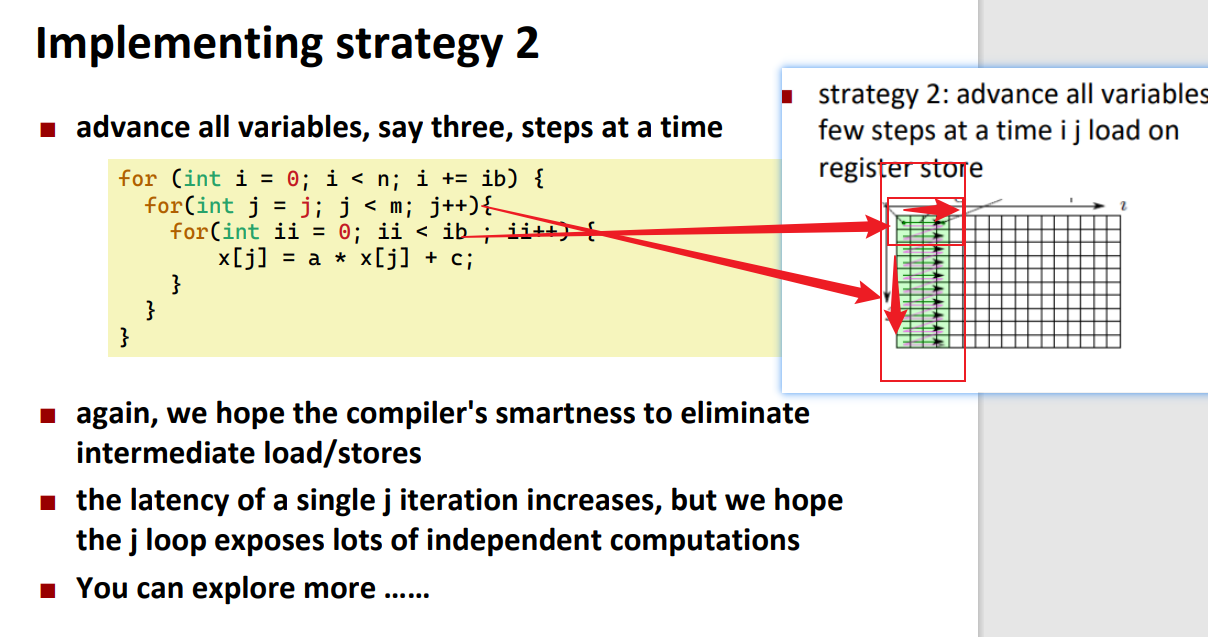 Implementing strategy 2
■ advance all variables, say three, steps at a time
for (int i = 0; i < n; i += ib) {
for(int j = j; j < m; j++){
for(int ii = 0; ii < ib ; ii++) {
x[j] = a * x[j] + c;
}
}
}
■ again, we hope the compiler's smartness to eliminate
intermediate load/stores
■ the latency of a single j iteration increases, but we hope
the j loop exposes lots of independent computations
■ You can explore more ......
■ strategy 2: advance all variables
few steps at a time i j load on
register store
i